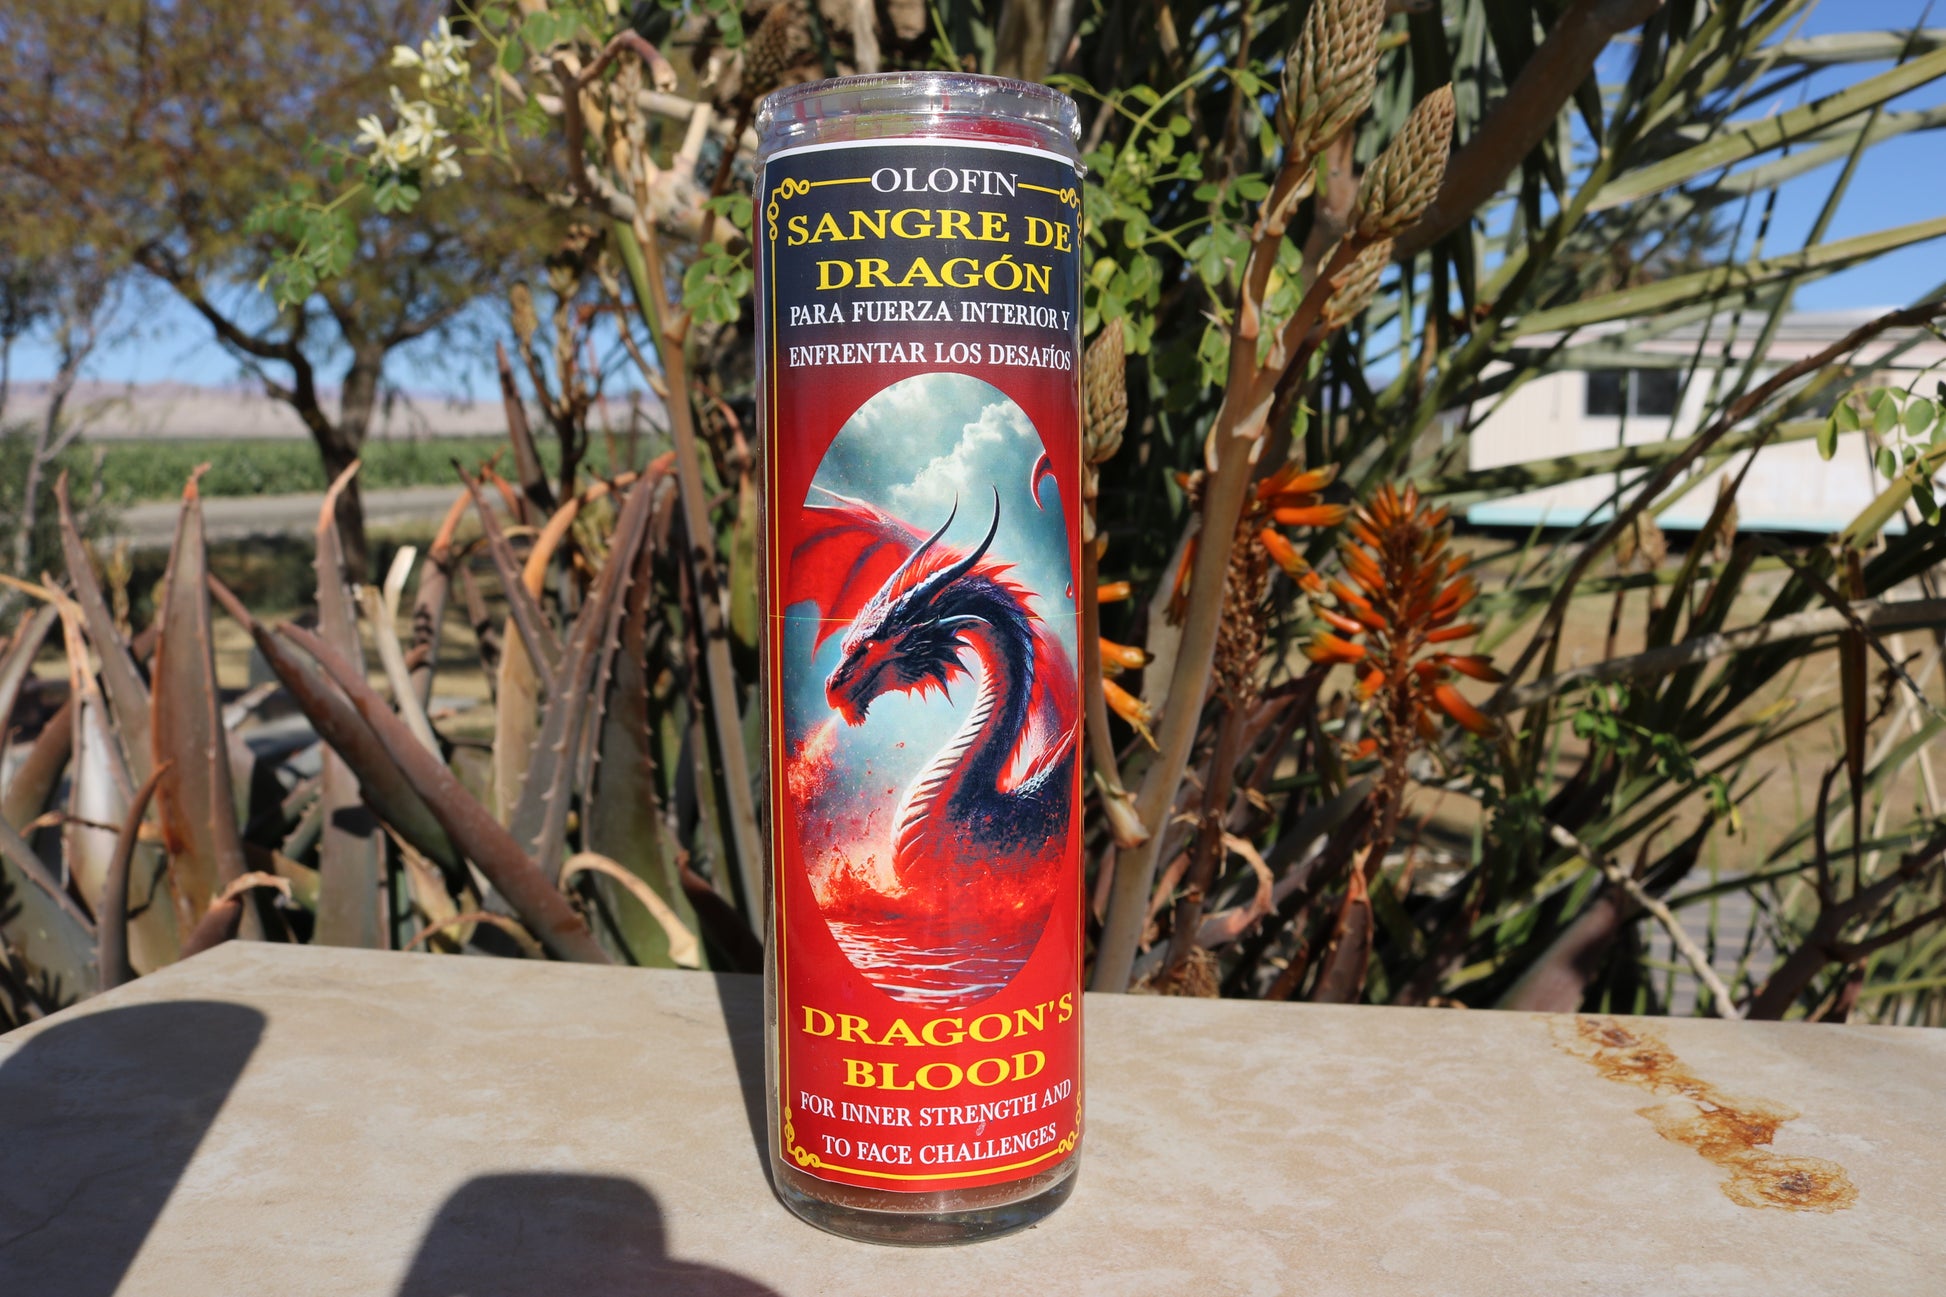 OLOFIN
SANGRE DE
DRAGÓN
PARA FUERZA INTERIOR Y
ENFRENTAR LOS DESAFÍOS
DRAGON'S
BLOOD
FOR INNER STRENGTH AND
TO FACE CHALLENGES